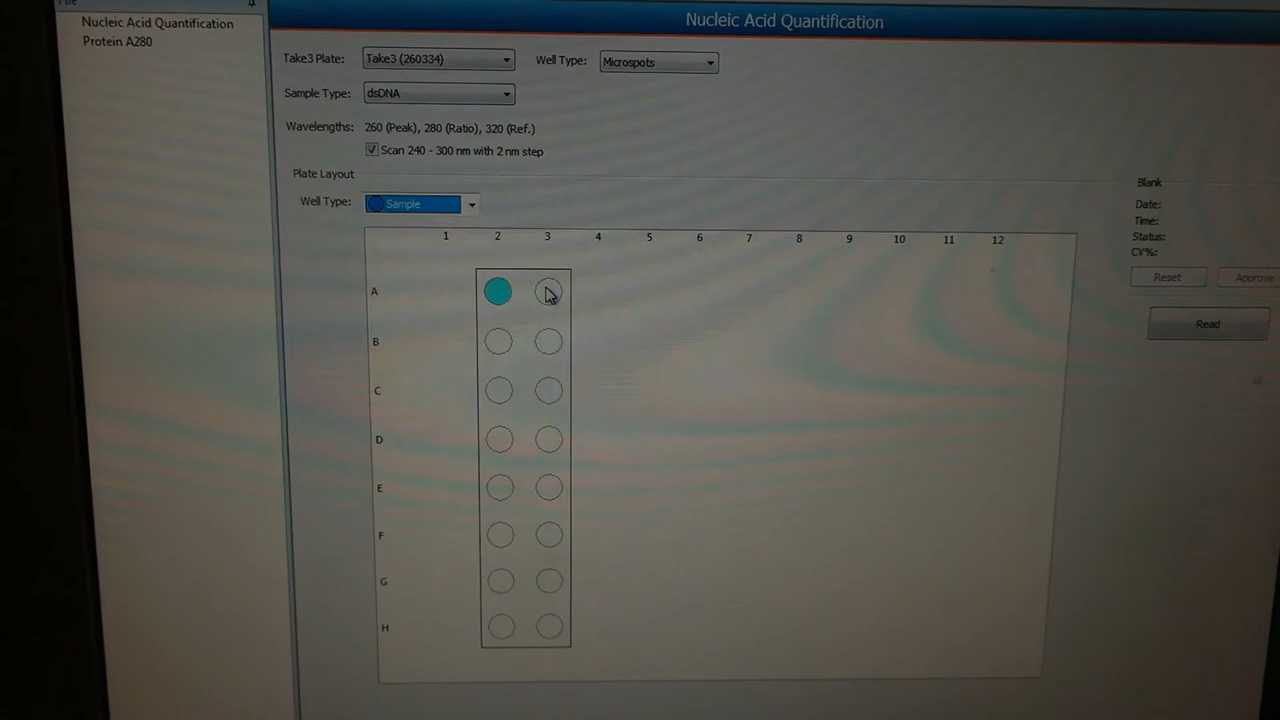 File
Nucleic Acid Quantification
Protein A280
Nucleic Acid Quantification
Take3 Plate: Take3 (260334) Well Type: Microspots
Sample Type: dsDNA
Wavelengths: 260 (Peak), 280 (Ratio), 320 (Ref.)
Scan 240 - 300 nm with 2 nm step
Plate Layout
Well Type: Sample
1 2 3 4 5 6 7 8 9 10 11 12
A
B
C
D
E
F
G
H
Blank
Date:
Time:
Status:
CV%:
Reset Approve
Read